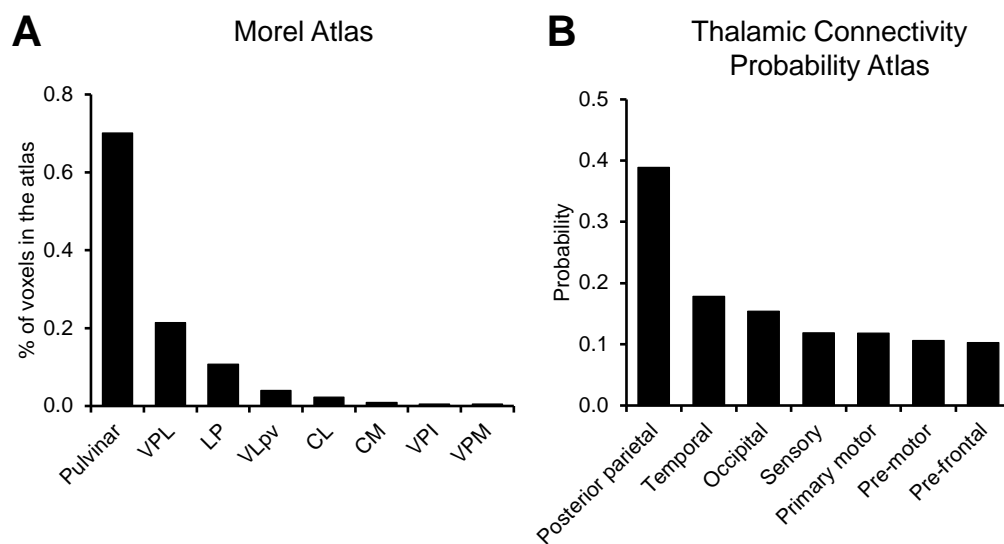 A
Morel Atlas
% of voxels in the atlas
0.8
0.6
0.4
0.2
0.0
Pulvinar
VPL
LP
VLpv
CL
CM
VPI
VPM
B
Thalamic Connectivity
Probability Atlas
Probability
0.5
0.4
0.3
0.2
0.1
0.0
Posterior parietal
Temporal
Occipital
Sensory
Primary motor
Pre-motor
Pre-frontal